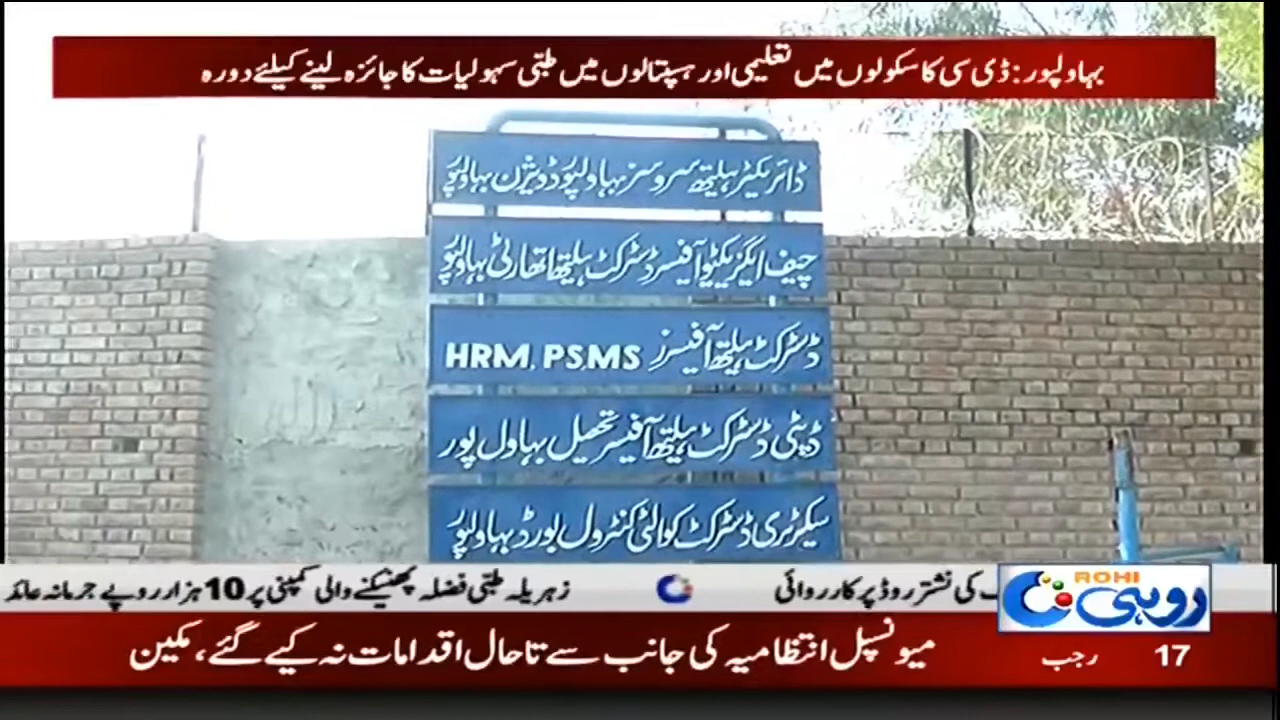 بہاولپور: ڈی سی کا سکولوں میں تعلیمی اور ہسپتالوں میں طبی سہولیات کا جائزہ لینے کیلئے دورہ
ڈائریکٹر ہیلتھ سروسز بہاولپور ڈویژن بہاولپور
چیف ایگزیکٹو آفیسر ڈسٹرکٹ ہیلتھ اتھارٹی بہاولپور
ڈسٹرکٹ ہیلتھ آفیسرز HRM, PS,MS
ڈپٹی ڈسٹرکٹ ہیلتھ آفیسر تحصیل بہاول پور
سیکرٹری ڈسٹرکٹ کوالٹی کنٹرول بورڈ بہاولپور
کی نشتر روڈ پر کارروائی
زہریلہ طبی فضلہ پھینکنے والی کمپنی پر 10 ہزار روپے جرمانہ عائد
ROHI
روہی
میونسپل انتظامیہ کی جانب سے تاحال اقدامات نہ کیے گئے، مکین
17 رجب